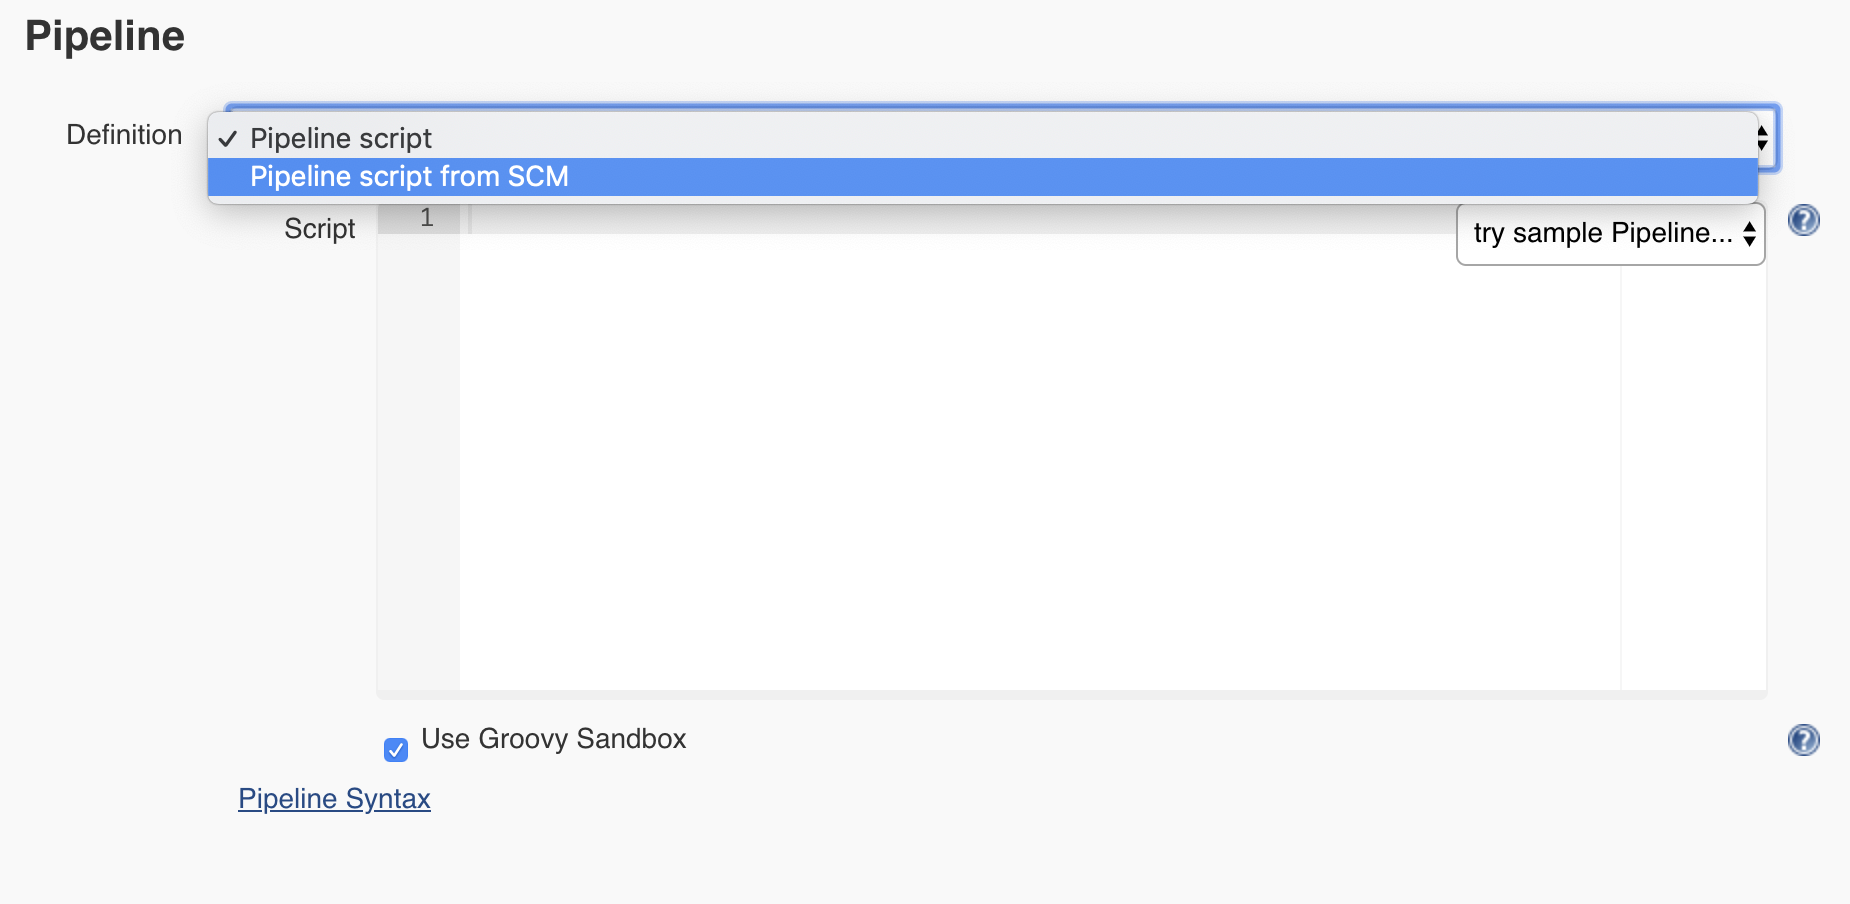 Pipeline
Definition
✓ Pipeline script
Pipeline script from SCM
Script
1
try sample Pipeline...
Use Groovy Sandbox
Pipeline Syntax